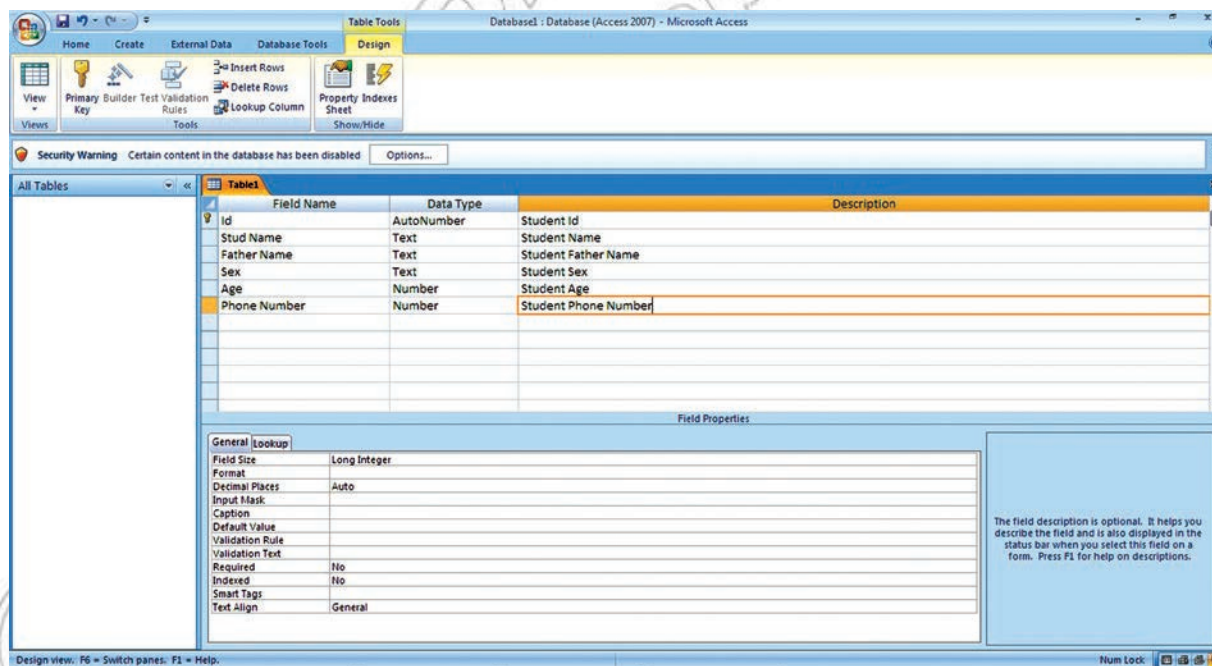 Table Tools
Database1 : Database (Access 2007) - Microsoft Access
Home Create External Data Database Tools Design
View
Primary Key
Builder
Test Validation Rules
Insert Rows
Delete Rows
Lookup Column
Property Sheet
Indexes
Views Tools Show/Hide
Security Warning Certain content in the database has been disabled Options...
All Tables
Table1
Field Name Data Type Description
Id AutoNumber Student Id
Stud Name Text Student Name
Father Name Text Student Father Name
Sex Text Student Sex
Age Number Student Age
Phone Number Number Student Phone Number
Field Properties
General Lookup
Field Size Long Integer
Format
Decimal Places Auto
Input Mask
Caption
Default Value
Validation Rule
Validation Text
Required No
Indexed No
Smart Tags
Text Align General
The field description is optional. It helps you
describe the field and is also displayed in the
status bar when you select this field on a
form. Press F1 for help on descriptions.
Design view. F6 = Switch panes. F1 = Help.
Num Lock